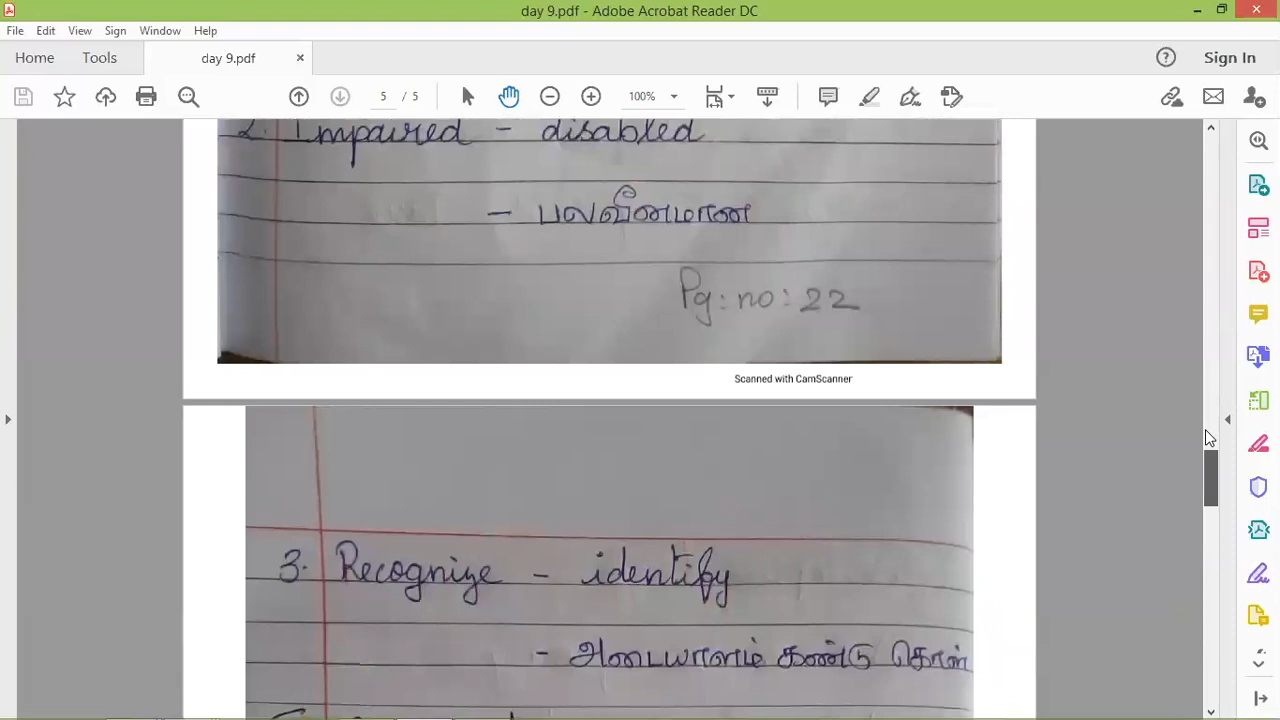 day 9.pdf - Adobe Acrobat Reader DC
File Edit View Sign Window Help
Home Tools day 9.pdf × Sign In
5 / 5 100%
2. Impaired - disabled
- பலவீனமான
Pg: no: 22
Scanned with CamScanner
3. Recognize - identify
- அடையாளம் கண்டு கொள்